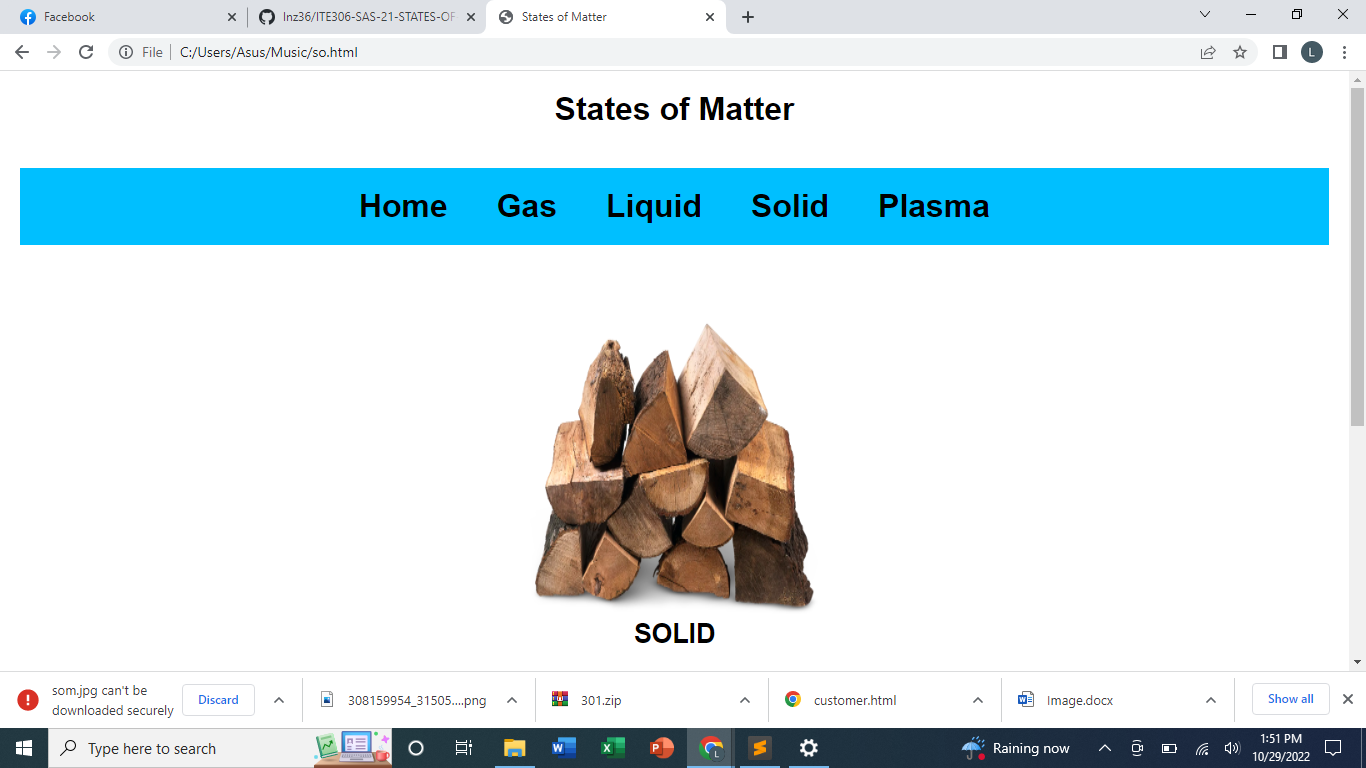 Facebook
lnz36/ITE306-SAS-21-STATES-OF
States of Matter
File
C:/Users/Asus/Music/so.html
L
States of Matter
Home Gas Liquid Solid Plasma
SOLID
som.jpg can't be
downloaded securely
Discard
308159954_31505....png
301.zip
customer.html
Image.docx
Show all
Type here to search
Raining now
1:51 PM
10/29/2022